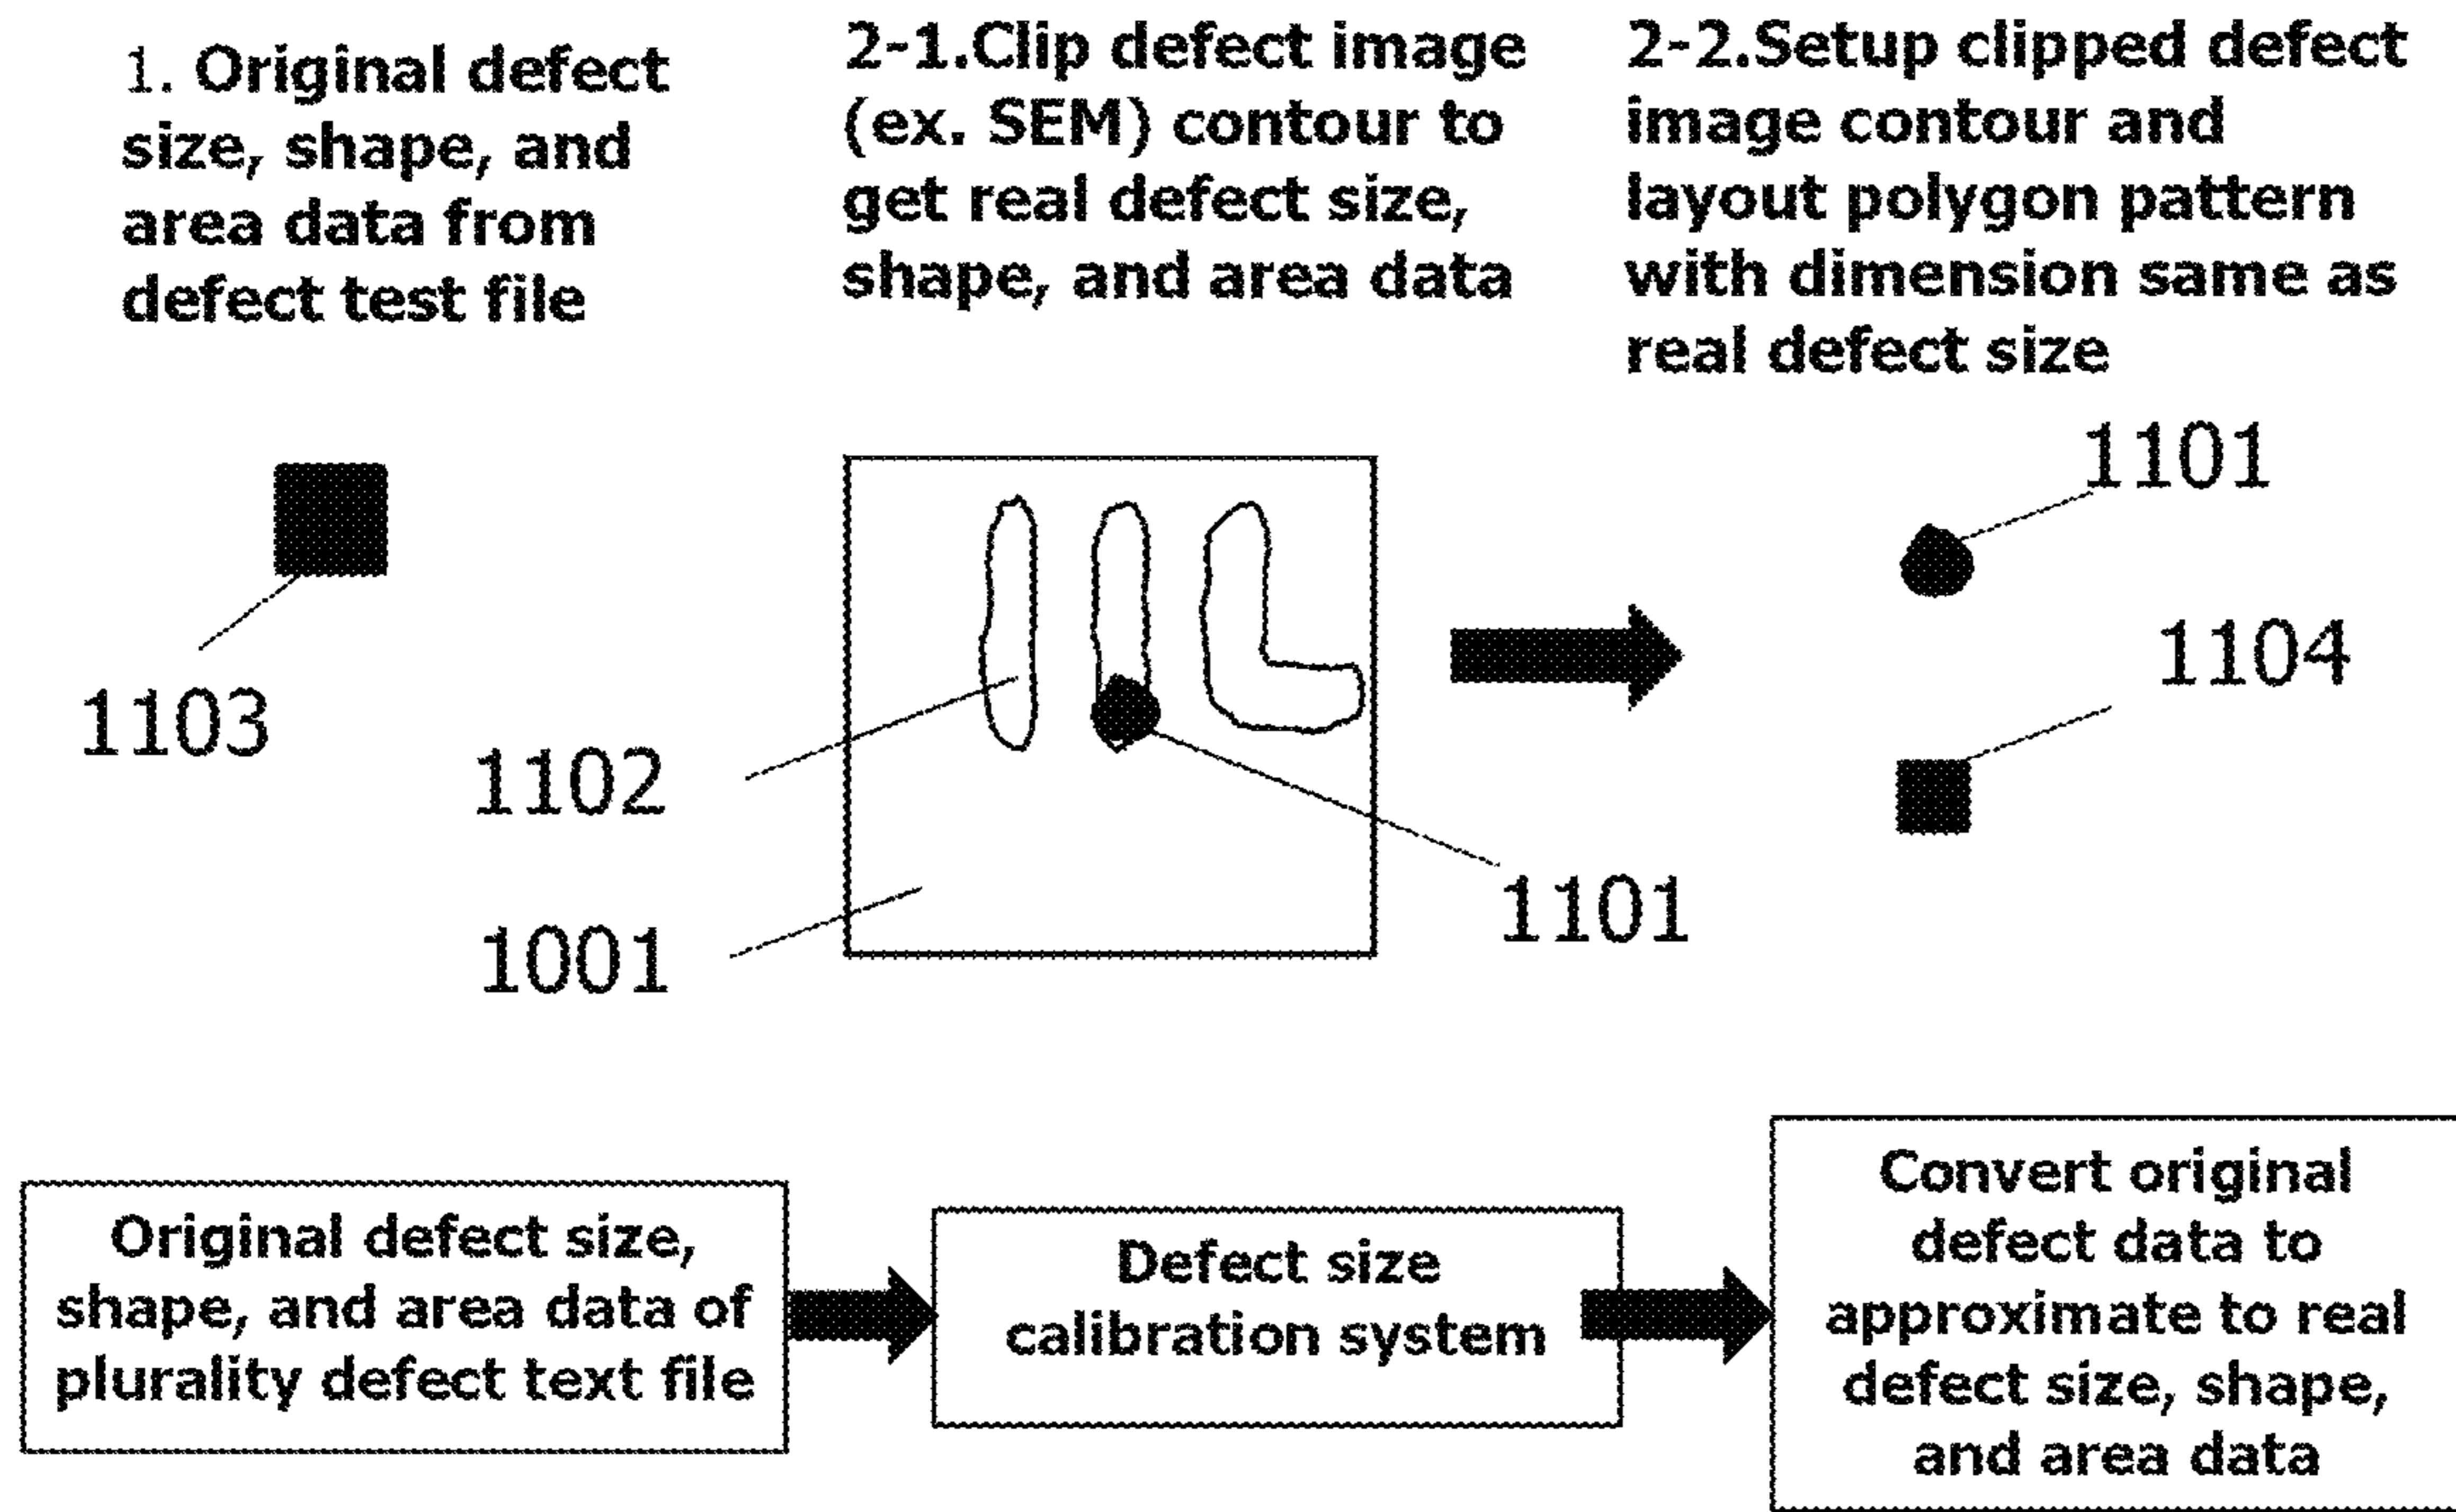 1. Original defect
size, shape, and
area data from
defect test file
2-1.Clip defect image
(ex. SEM) contour to
get real defect size,
shape, and area data
2-2.Setup clipped defect
image contour and
layout polygon pattern
with dimension same as
real defect size
1103
1102
1001
1101
1101
1104
Original defect size,
shape, and area data of
plurality defect text file
Defect size
calibration system
Convert original
defect data to
approximate to real
defect size, shape,
and area data